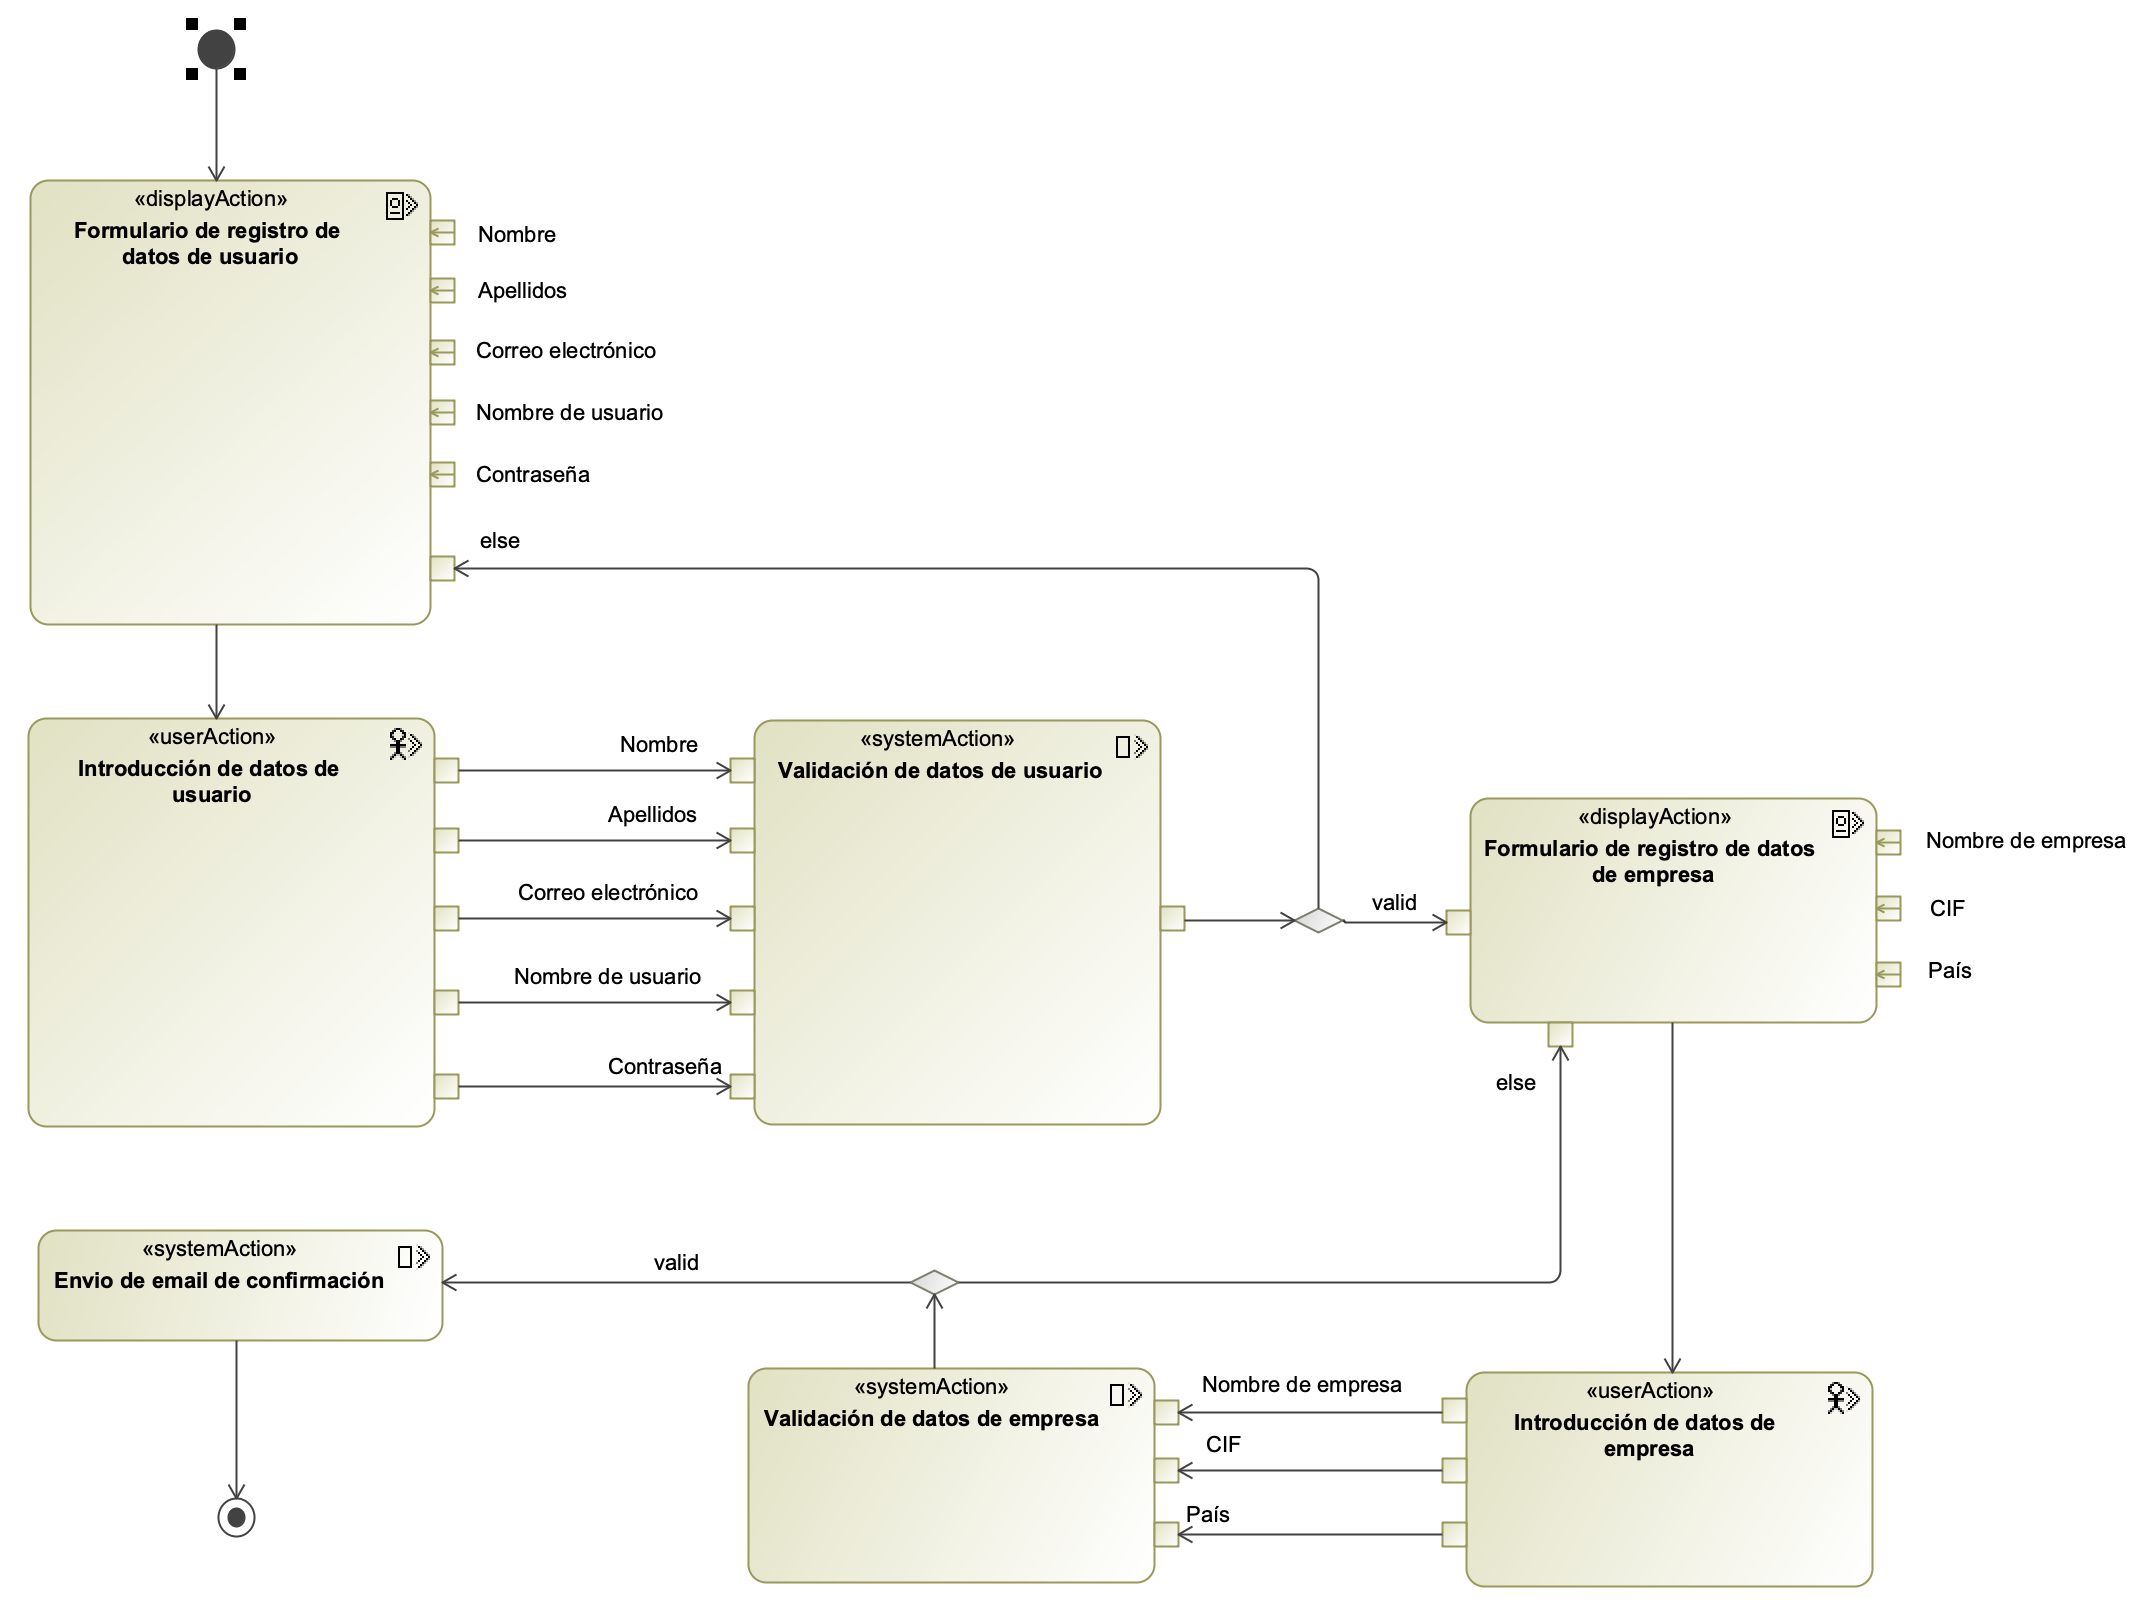 «displayAction»
Formulario de registro de
datos de usuario
Nombre
Apellidos
Correo electrónico
Nombre de usuario
Contraseña
else
«userAction»
Introducción de datos de
usuario
Nombre
Apellidos
Correo electrónico
Nombre de usuario
Contraseña
«systemAction»
Validación de datos de usuario
valid
«displayAction»
Formulario de registro de datos
de empresa
Nombre de empresa
CIF
País
else
«systemAction»
Envio de email de confirmación
valid
«systemAction»
Validación de datos de empresa
Nombre de empresa
CIF
País
«userAction»
Introducción de datos de
empresa